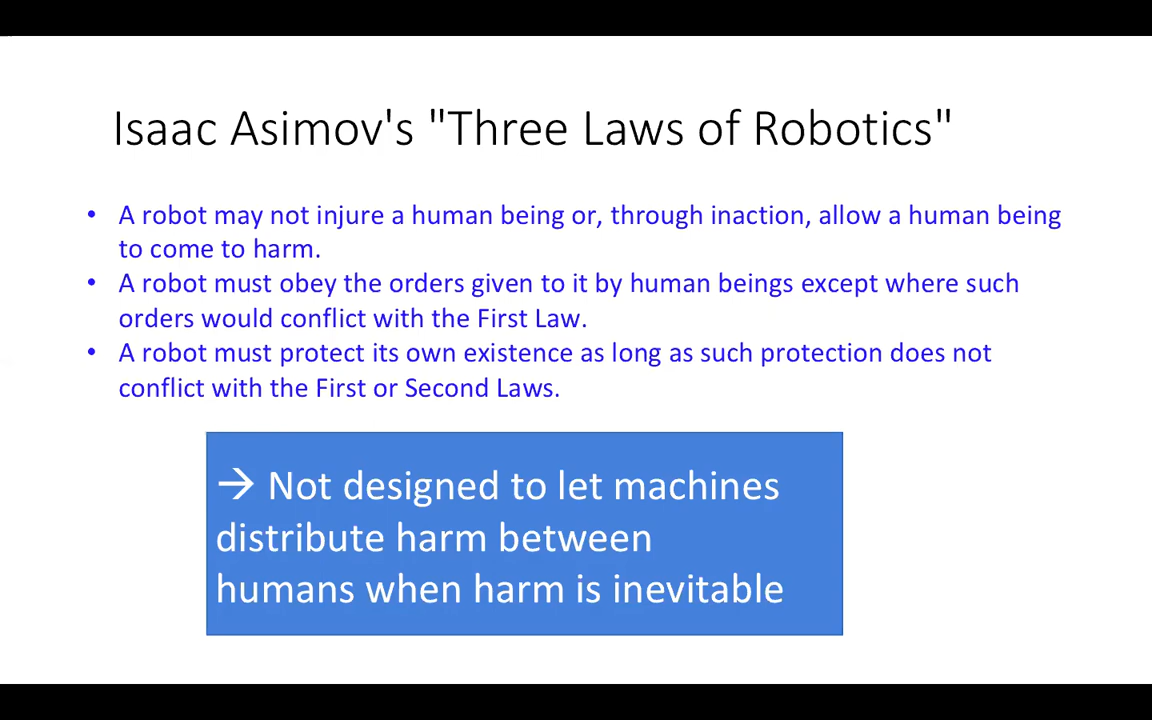 Isaac Asimov's "Three Laws of Robotics"
• A robot may not injure a human being or, through inaction, allow a human being
to come to harm.
• A robot must obey the orders given to it by human beings except where such
orders would conflict with the First Law.
• A robot must protect its own existence as long as such protection does not
conflict with the First or Second Laws.
→ Not designed to let machines
distribute harm between
humans when harm is inevitable